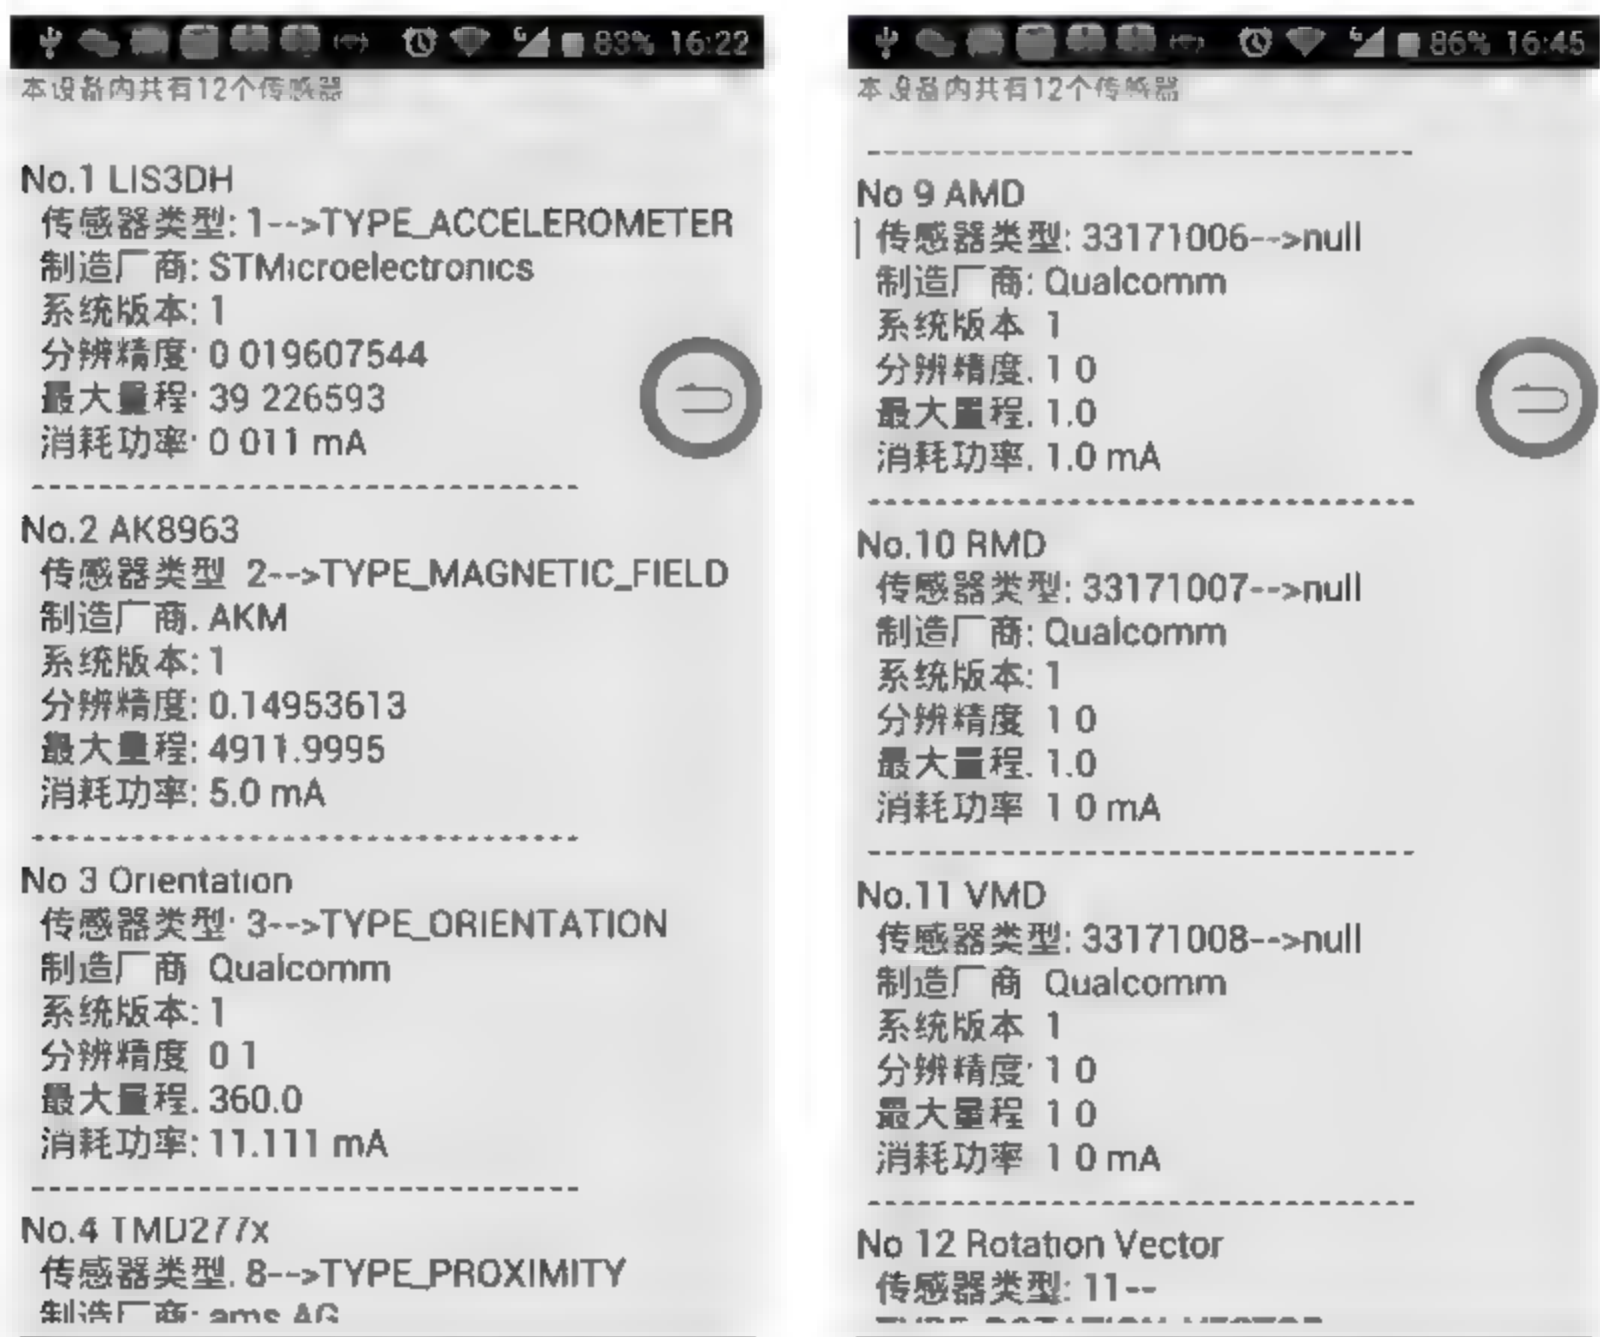 83% 16:22
本设备内共有12个传感器
No.1 LIS3DH
传感器类型: 1-->TYPE_ACCELEROMETER
制造厂商: STMicroelectronics
系统版本: 1
分辨精度: 0.019607544
最大量程: 39.226593
消耗功率: 0.011 mA
--------------------------------
No.2 AK8963
传感器类型: 2-->TYPE_MAGNETIC_FIELD
制造厂商: AKM
系统版本: 1
分辨精度: 0.14953613
最大量程: 4911.9995
消耗功率: 5.0 mA
--------------------------------
No.3 Orientation
传感器类型: 3-->TYPE_ORIENTATION
制造厂商: Qualcomm
系统版本: 1
分辨精度: 0.1
最大量程: 360.0
消耗功率: 11.111 mA
--------------------------------
No.4 TMD277x
传感器类型: 8-->TYPE_PROXIMITY
制造厂商: ams AG
86% 16:45
本设备内共有12个传感器
--------------------------------
No.9 AMD
传感器类型: 33171006-->null
制造厂商: Qualcomm
系统版本: 1
分辨精度: 1.0
最大量程: 1.0
消耗功率: 1.0 mA
--------------------------------
No.10 RMD
传感器类型: 33171007-->null
制造厂商: Qualcomm
系统版本: 1
分辨精度: 1.0
最大量程: 1.0
消耗功率: 1.0 mA
--------------------------------
No.11 VMD
传感器类型: 33171008-->null
制造厂商: Qualcomm
系统版本: 1
分辨精度: 1.0
最大量程: 1.0
消耗功率: 1.0 mA
--------------------------------
No.12 Rotation Vector
传感器类型: 11--
>TYPE_ROTATION_VECTOR